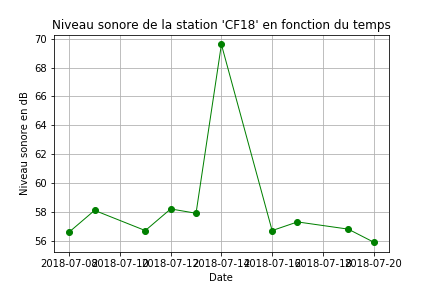 Niveau sonore de la station 'CF18' en fonction du temps
70
68
66
64
62
60
58
56
Niveau sonore en dB
2018-07-08 2018-07-10 2018-07-12 2018-07-14 2018-07-16 2018-07-18 2018-07-20
Date